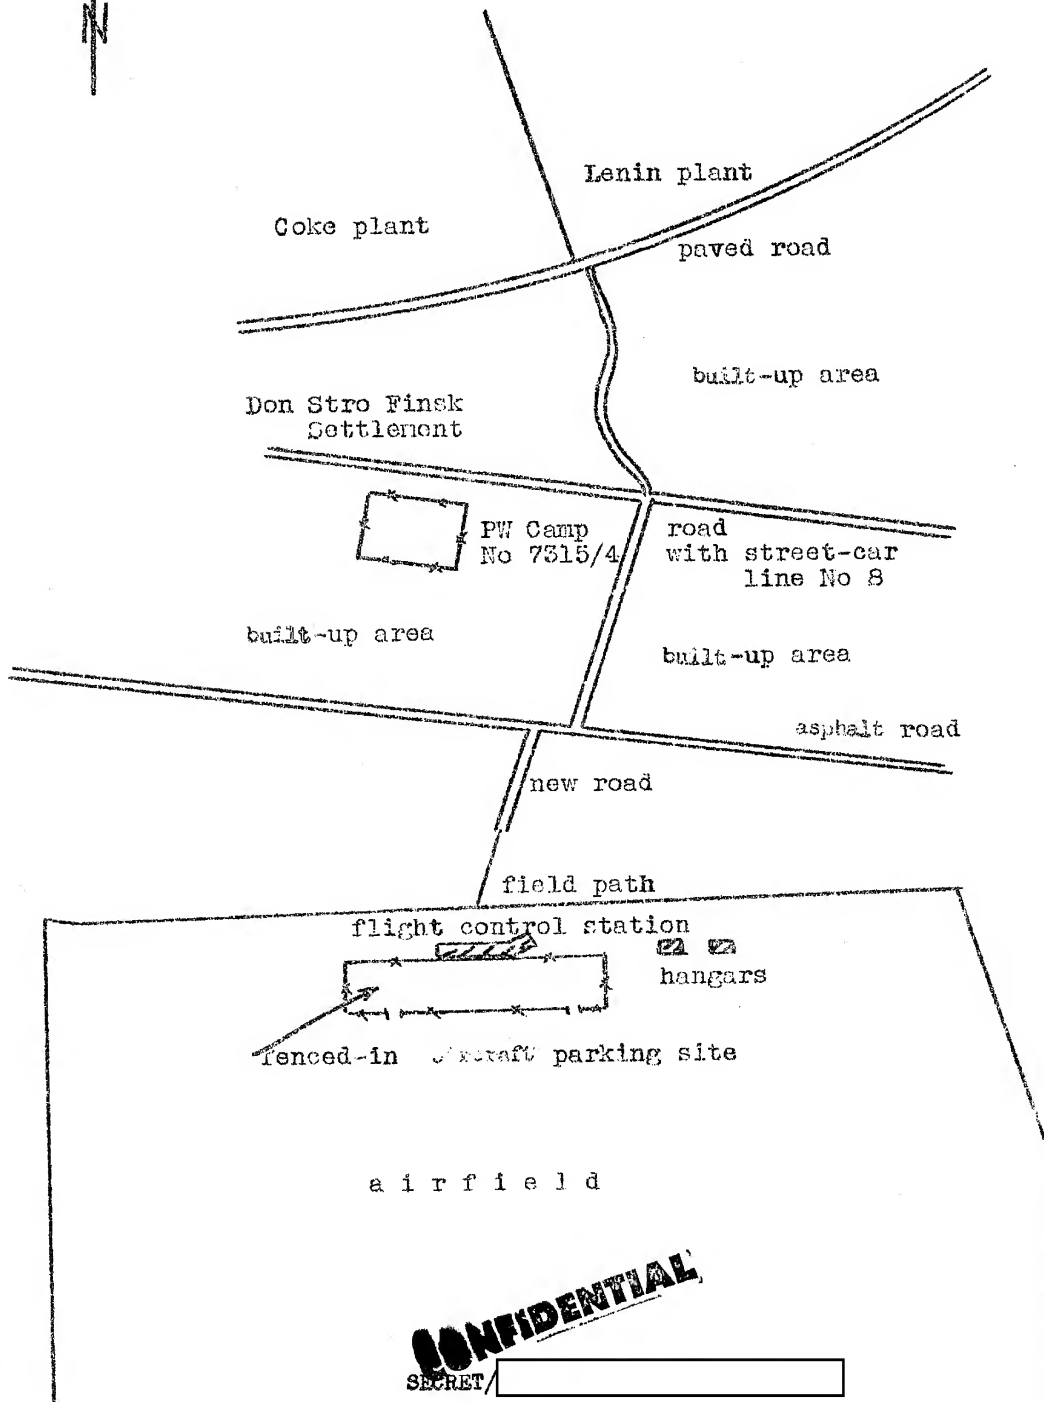 N
Lenin plant
Coke plant
paved road
built-up area
Don Stro Finsk
Settlement
PW Camp
No 7315/4
road
with street-car
line No 8
built-up area
built-up area
asphalt road
new road
field path
flight control station
hangars
fenced-in aircraft parking site
airfield
CONFIDENTIAL
SECRET/